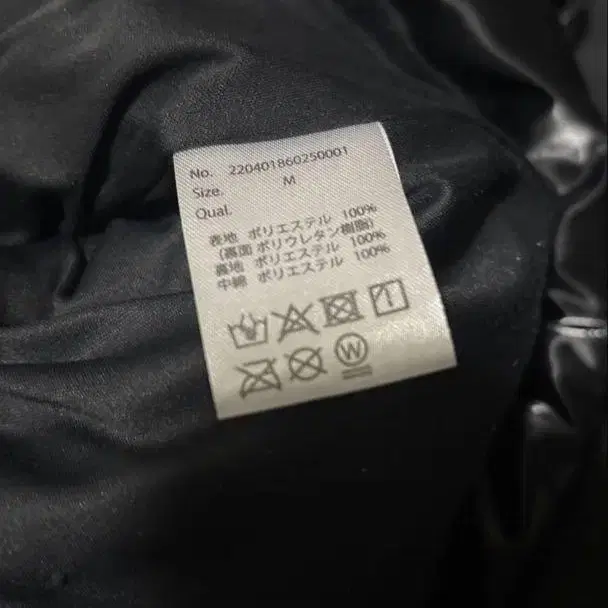 No. 220401860250001
Size. M
Qual.
表地 ポリエステル 100%
(裏面 ポリウレタン樹脂)
裏地 ポリエステル 100%
中綿 ポリエステル 100%
W